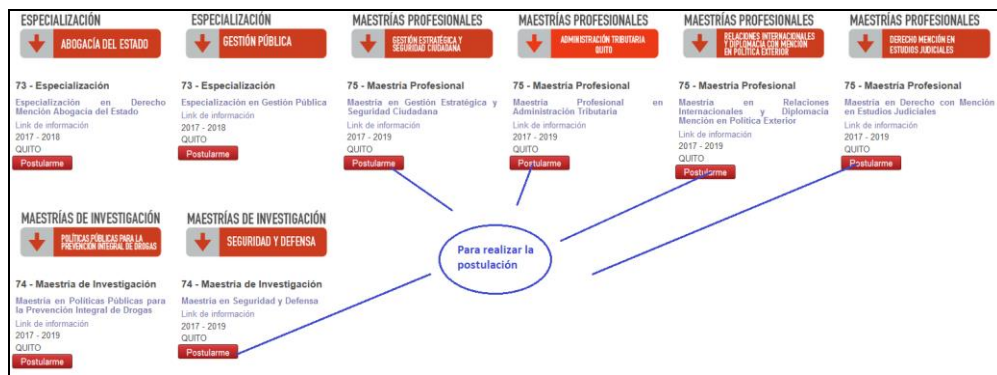 ESPECIALIZACIÓN
ABOGACÍA DEL ESTADO
73 - Especialización
Especialización en Derecho
Mención Abogacia del Estado
Link de información
2017 - 2018
QUITO
Postularme
ESPECIALIZACIÓN
GESTIÓN PÚBLICA
73 - Especialización
Especialización en Gestión Pública
Link de información
2017 - 2018
QUITO
Postularme
MAESTRÍAS PROFESIONALES
GESTIÓN ESTRATÉGICA Y
SEGURIDAD CIUDADANA
75 - Maestría Profesional
Maestría en Gestión Estratégica y
Seguridad Ciudadana
Link de información
2017 - 2019
QUITO
Postularme
MAESTRÍAS PROFESIONALES
ADMINISTRACIÓN TRIBUTARIA
QUITO
75 - Maestría Profesional
Maestría Profesional en
Administración Tributaria
Link de información
2017 - 2019
QUITO
Postularme
MAESTRÍAS PROFESIONALES
RELACIONES INTERNACIONALES
Y DIPLOMACIA CON MENCIÓN
EN POLÍTICA EXTERIOR
75 - Maestría Profesional
Maestría en Relaciones
Internacionales y Diplomacia
Mención en Política Exterior
Link de información
2017 - 2019
QUITO
Postularme
MAESTRÍAS PROFESIONALES
DERECHO MENCIÓN EN
ESTUDIOS JUDICIALES
75 - Maestría Profesional
Maestría en Derecho con Mención
en Estudios Judiciales
Link de información
2017 - 2019
QUITO
Postularme
MAESTRÍAS DE INVESTIGACIÓN
POLÍTICAS PÚBLICAS PARA LA
PREVENCIÓN INTEGRAL DE DROGAS
74 - Maestria de Investigación
Maestria en Políticas Públicas para
la Prevención Integral de Drogas
Link de información
2017 - 2019
QUITO
Postularme
MAESTRÍAS DE INVESTIGACIÓN
SEGURIDAD Y DEFENSA
74 - Maestria de Investigación
Maestría en Seguridad y Defensa
Link de información
2017 - 2019
QUITO
Postularme
Para realizar la
postulación